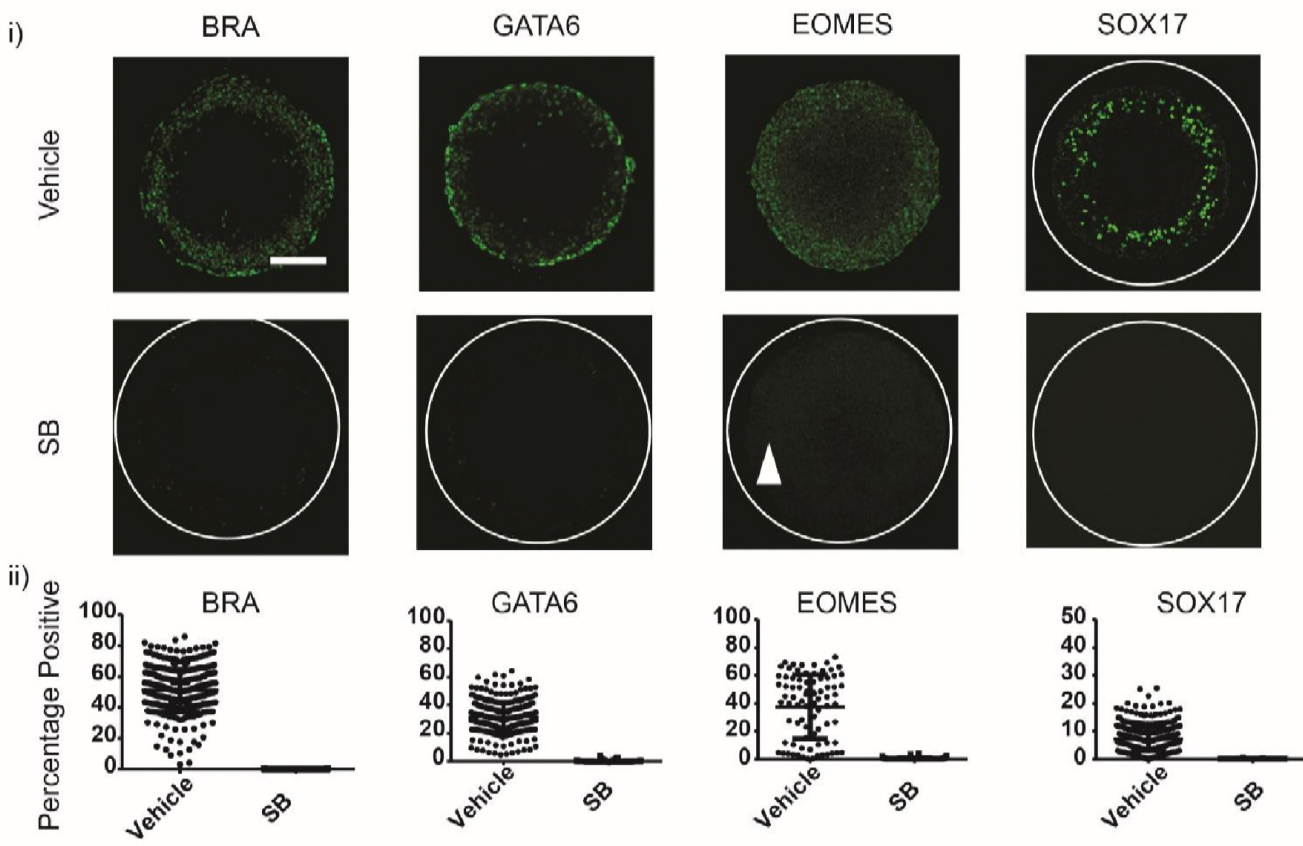 i)
BRA GATA6 EOMES SOX17
Vehicle
SB
ii)
BRA GATA6 EOMES SOX17
Percentage Positive
100 80 60 40 20 0
Vehicle SB
100 80 60 40 20 0
Vehicle SB
100 80 60 40 20 0
Vehicle SB
50 40 30 20 10 0
Vehicle SB